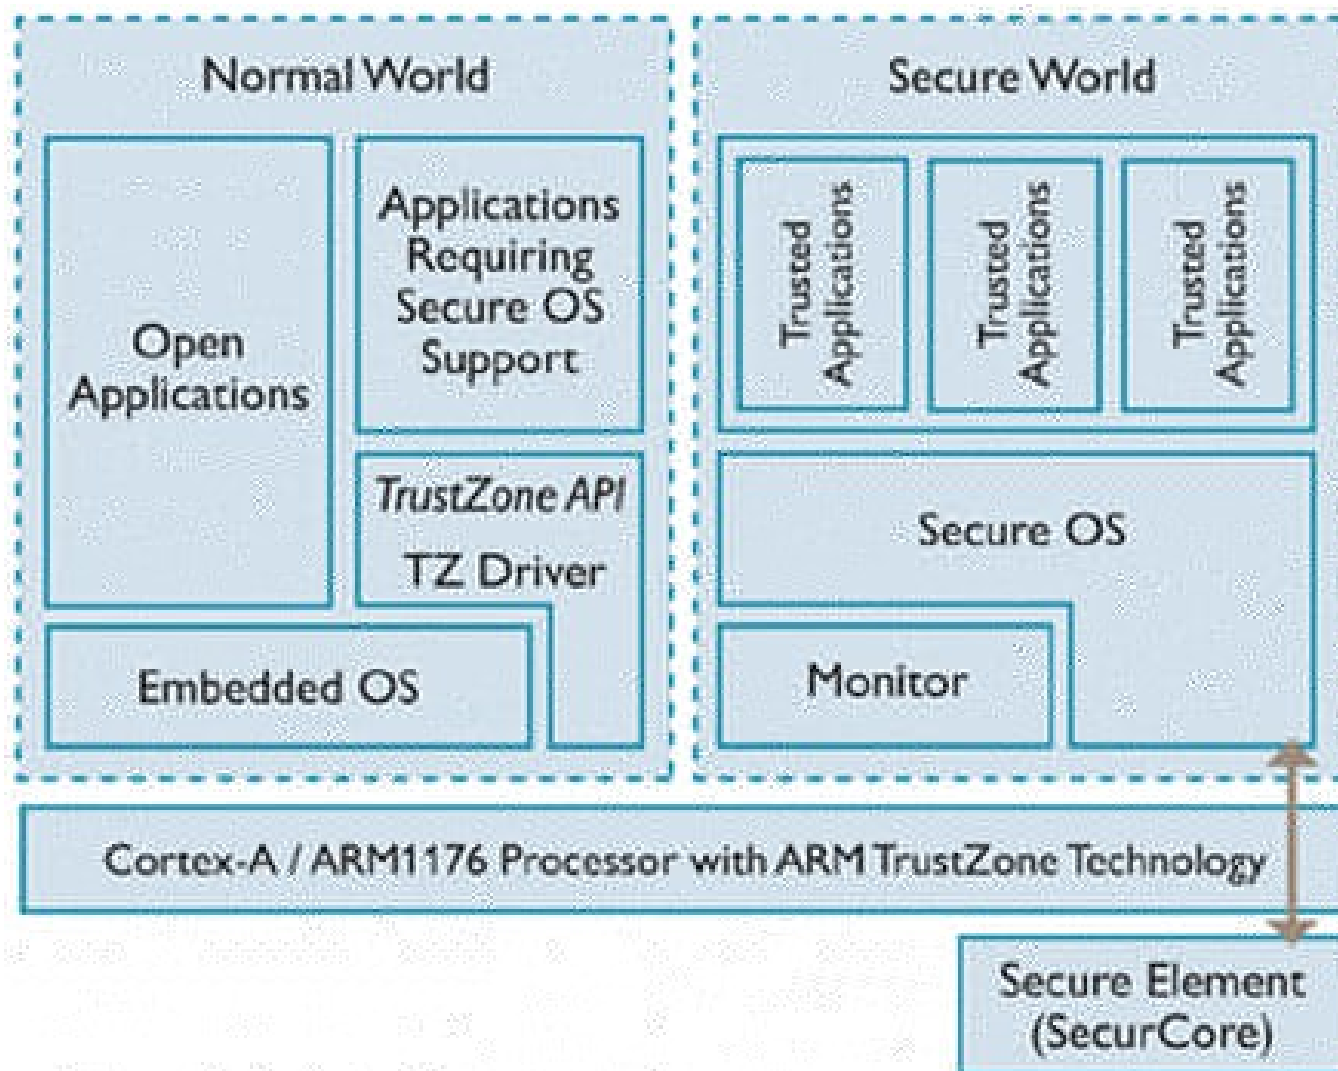 Normal World
Open
Applications
Applications
Requiring
Secure OS
Support
TrustZone API
TZ Driver
Embedded OS
Secure World
Trusted
Applications
Trusted
Applications
Trusted
Applications
Secure OS
Monitor
Cortex-A / ARM1176 Processor with ARM TrustZone Technology
Secure Element
(SecurCore)